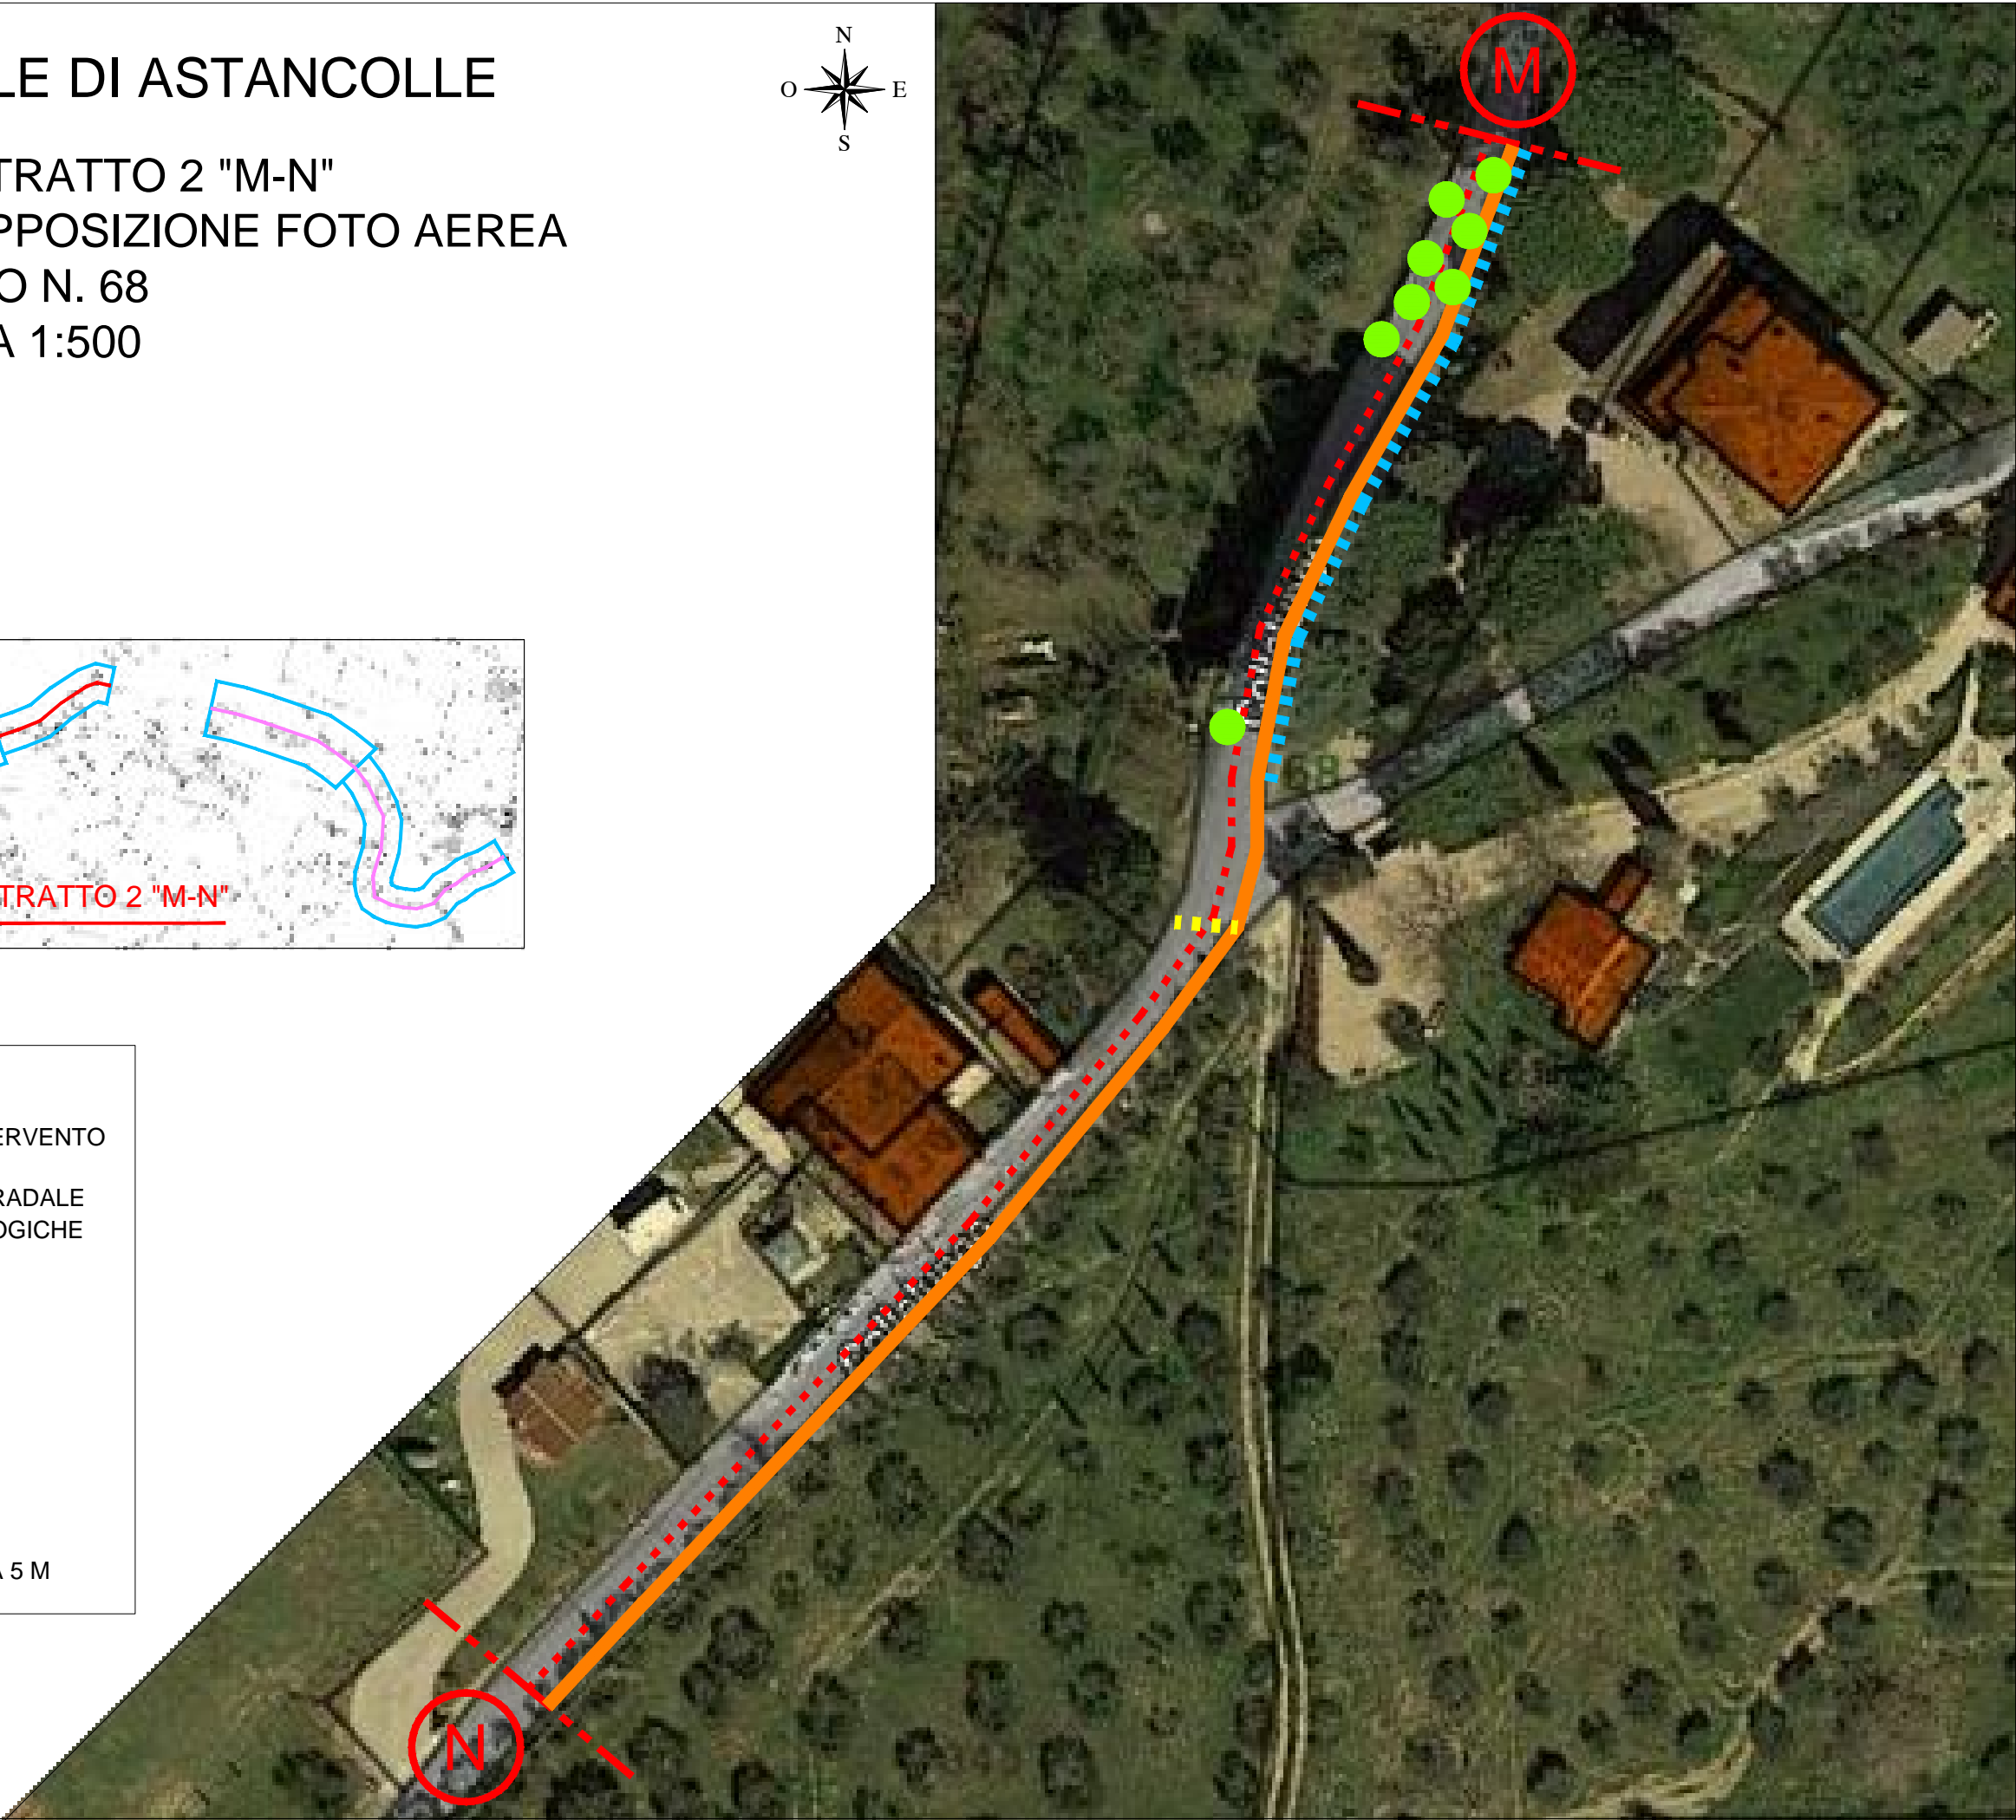 LE DI ASTANCOLLE
TRATTO 2 "M-N"
PPOSIZIONE FOTO AEREA
O N. 68
A 1:500
N
O
E
S
M
TRATTO 2 "M-N"
ERVENTO
RADALE
OGICHE
A 5 M
68
N